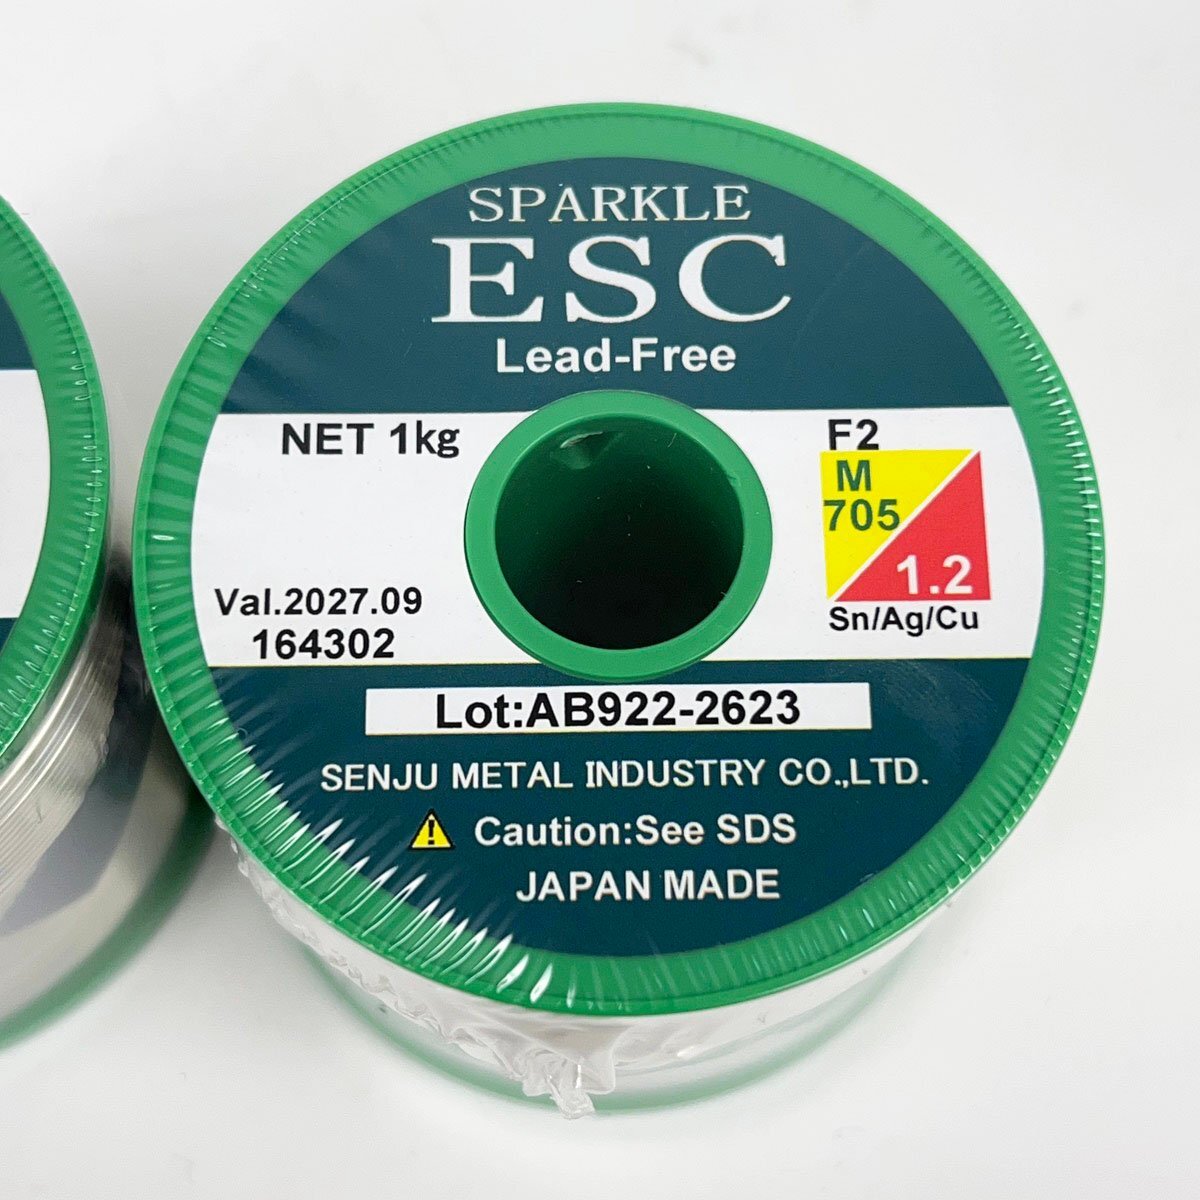 SPARKLE
ESC
Lead-Free
NET 1kg
F2
M
705
1.2
Sn/Ag/Cu
Val.2027.09
164302
Lot:AB922-2623
SENJU METAL INDUSTRY CO.,LTD.
Caution:See SDS
JAPAN MADE